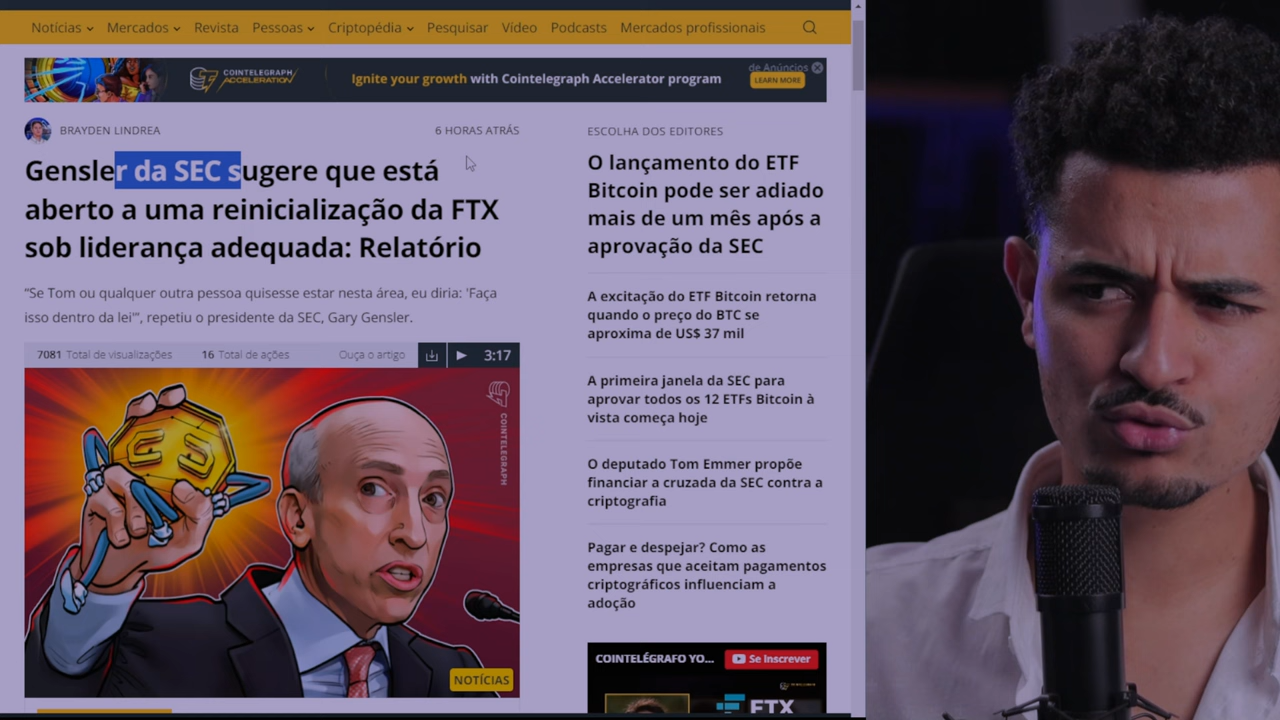 Notícias Mercados Revista Pessoas Criptopédia Pesquisar Vídeo Podcasts Mercados profissionais
COINTELEGRAPH
ACCELERATION
Ignite your growth with Cointelegraph Accelerator program
de Anúncios
LEARN MORE
BRAYDEN LINDREA
6 HORAS ATRÁS
Gensler da SEC sugere que está
aberto a uma reinicialização da FTX
sob liderança adequada: Relatório
“Se Tom ou qualquer outra pessoa quisesse estar nesta área, eu diria: 'Faça
isso dentro da lei'”, repetiu o presidente da SEC, Gary Gensler.
7081 Total de visualizações 16 Total de ações Ouça o artigo 3:17
COINTELEGRAPH
NOTÍCIAS
ESCOLHA DOS EDITORES
O lançamento do ETF
Bitcoin pode ser adiado
mais de um mês após a
aprovação da SEC
A excitação do ETF Bitcoin retorna
quando o preço do BTC se
aproxima de US$ 37 mil
A primeira janela da SEC para
aprovar todos os 12 ETFs Bitcoin à
vista começa hoje
O deputado Tom Emmer propõe
financiar a cruzada da SEC contra a
criptografia
Pagar e despejar? Como as
empresas que aceitam pagamentos
criptográficos influenciam a
adoção
COINTELÉGRAFO YO...
Se Inscrever
FTX